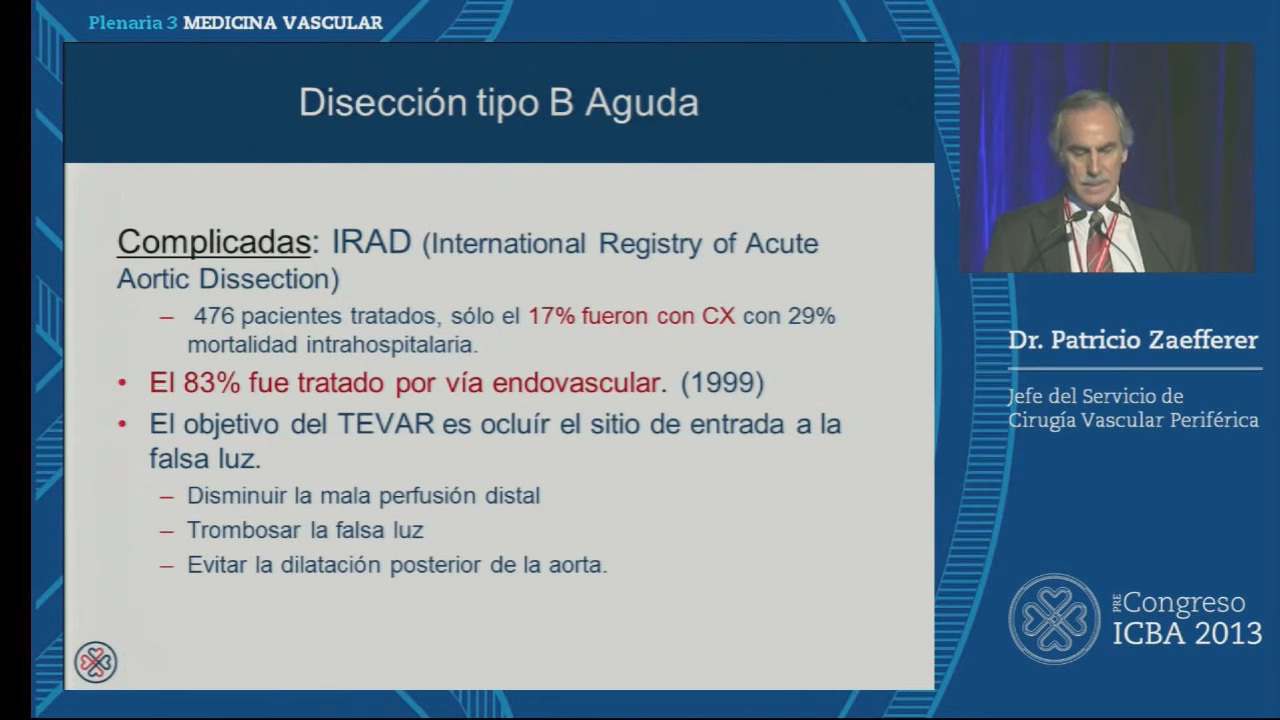 Plenaria 3 MEDICINA VASCULAR
Disección tipo B Aguda
Complicadas: IRAD (International Registry of Acute
Aortic Dissection)
– 476 pacientes tratados, sólo el 17% fueron con CX con 29%
mortalidad intrahospitalaria.
• El 83% fue tratado por vía endovascular. (1999)
• El objetivo del TEVAR es ocluír el sitio de entrada a la
falsa luz.
– Disminuir la mala perfusión distal
– Trombosar la falsa luz
– Evitar la dilatación posterior de la aorta.
Dr. Patricio Zaefferer
Jefe del Servicio de
Cirugía Vascular Periférica
PRE Congreso
ICBA 2013